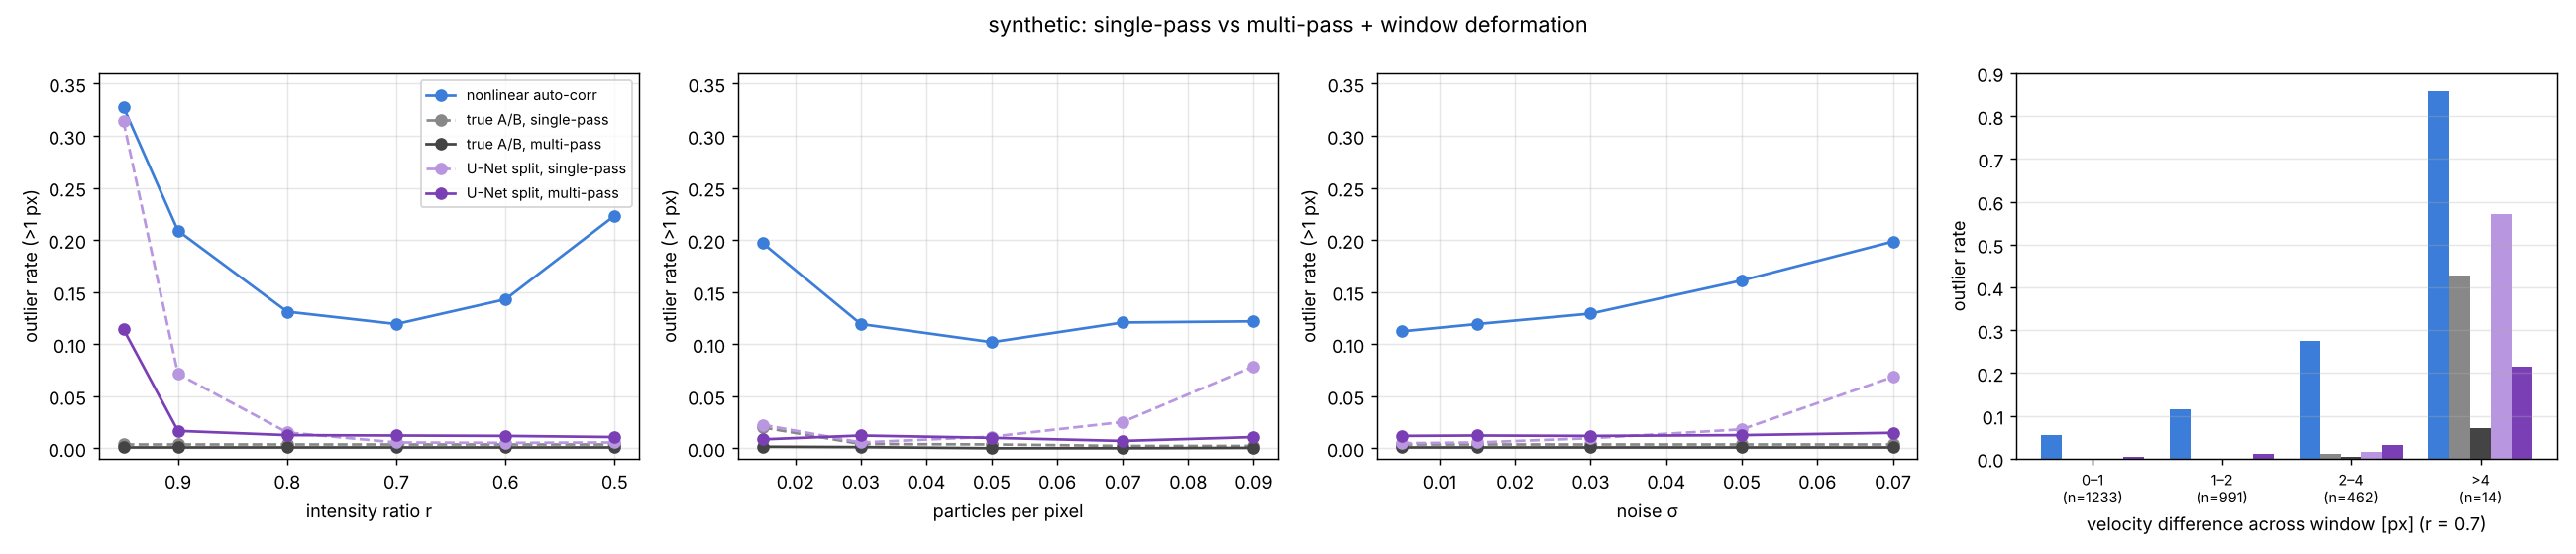 synthetic: single-pass vs multi-pass + window deformation
outlier rate (>1 px)
0.35
0.30
0.25
0.20
0.15
0.10
0.05
0.00
nonlinear auto-corr
true A/B, single-pass
true A/B, multi-pass
U-Net split, single-pass
U-Net split, multi-pass
0.9 0.8 0.7 0.6 0.5
intensity ratio r
outlier rate (>1 px)
0.35
0.30
0.25
0.20
0.15
0.10
0.05
0.00
0.02 0.03 0.04 0.05 0.06 0.07 0.08 0.09
particles per pixel
outlier rate (>1 px)
0.35
0.30
0.25
0.20
0.15
0.10
0.05
0.00
0.01 0.02 0.03 0.04 0.05 0.06 0.07
noise σ
outlier rate
0.9
0.8
0.7
0.6
0.5
0.4
0.3
0.2
0.1
0.0
0–1 1–2 2–4 >4
(n=1233) (n=991) (n=462) (n=14)
velocity difference across window [px] (r = 0.7)